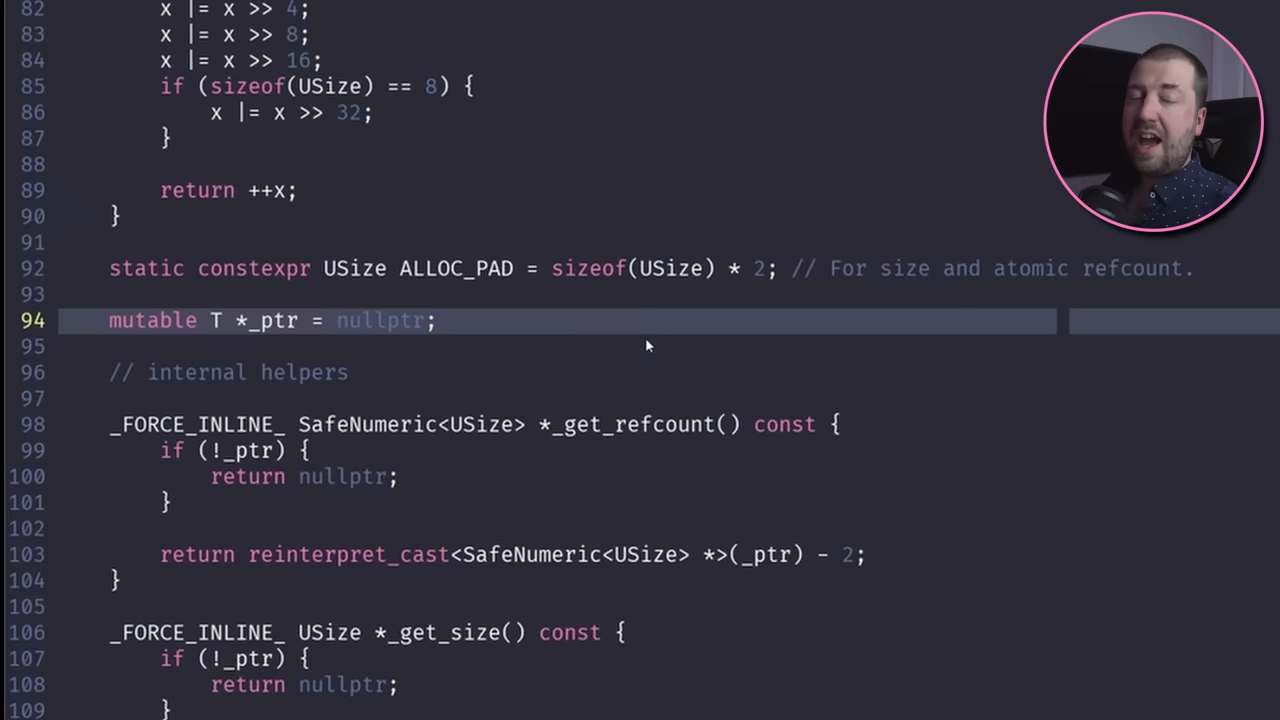 82 x |= x >> 4;
83 x |= x >> 8;
84 x |= x >> 16;
85 if (sizeof(USize) == 8) {
86 x |= x >> 32;
87 }
88
89 return ++x;
90 }
91
92 static constexpr USize ALLOC_PAD = sizeof(USize) * 2; // For size and atomic refcount.
93
94 mutable T *_ptr = nullptr;
95
96 // internal helpers
97
98 _FORCE_INLINE_ SafeNumeric<USize> *_get_refcount() const {
99 if (!_ptr) {
100 return nullptr;
101 }
102
103 return reinterpret_cast<SafeNumeric<USize> *>(_ptr) - 2;
104 }
105
106 _FORCE_INLINE_ USize *_get_size() const {
107 if (!_ptr) {
108 return nullptr;
109 }